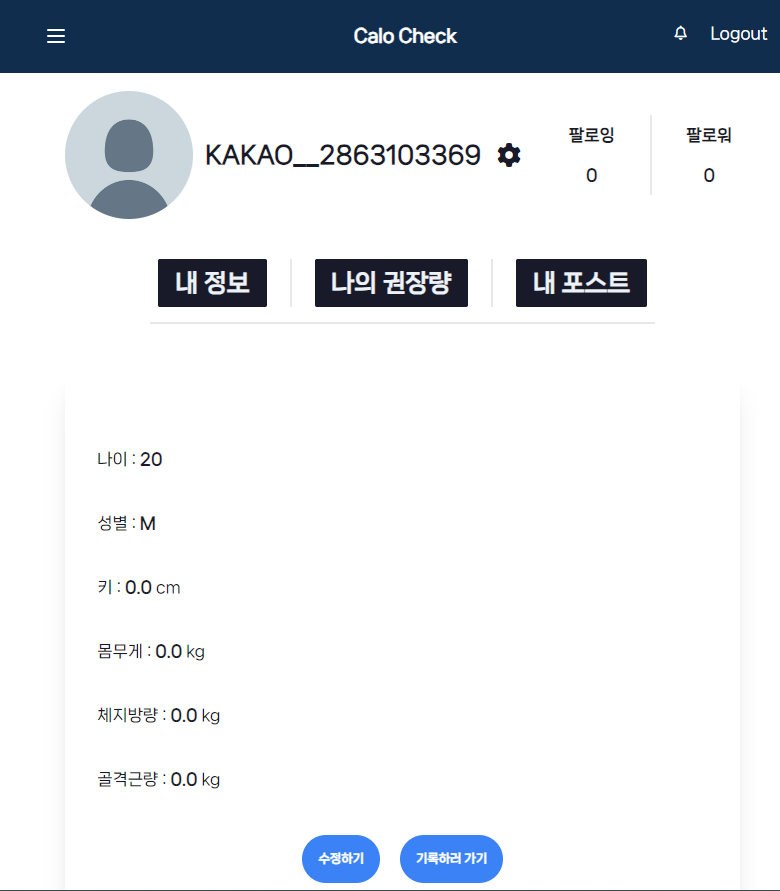 Calo Check
Logout
KAKAO__2863103369
팔로잉
0
팔로워
0
내 정보
나의 권장량
내 포스트
나이 : 20
성별 : M
키 : 0.0 cm
몸무게 : 0.0 kg
체지방량 : 0.0 kg
골격근량 : 0.0 kg
수정하기
기록하러 가기